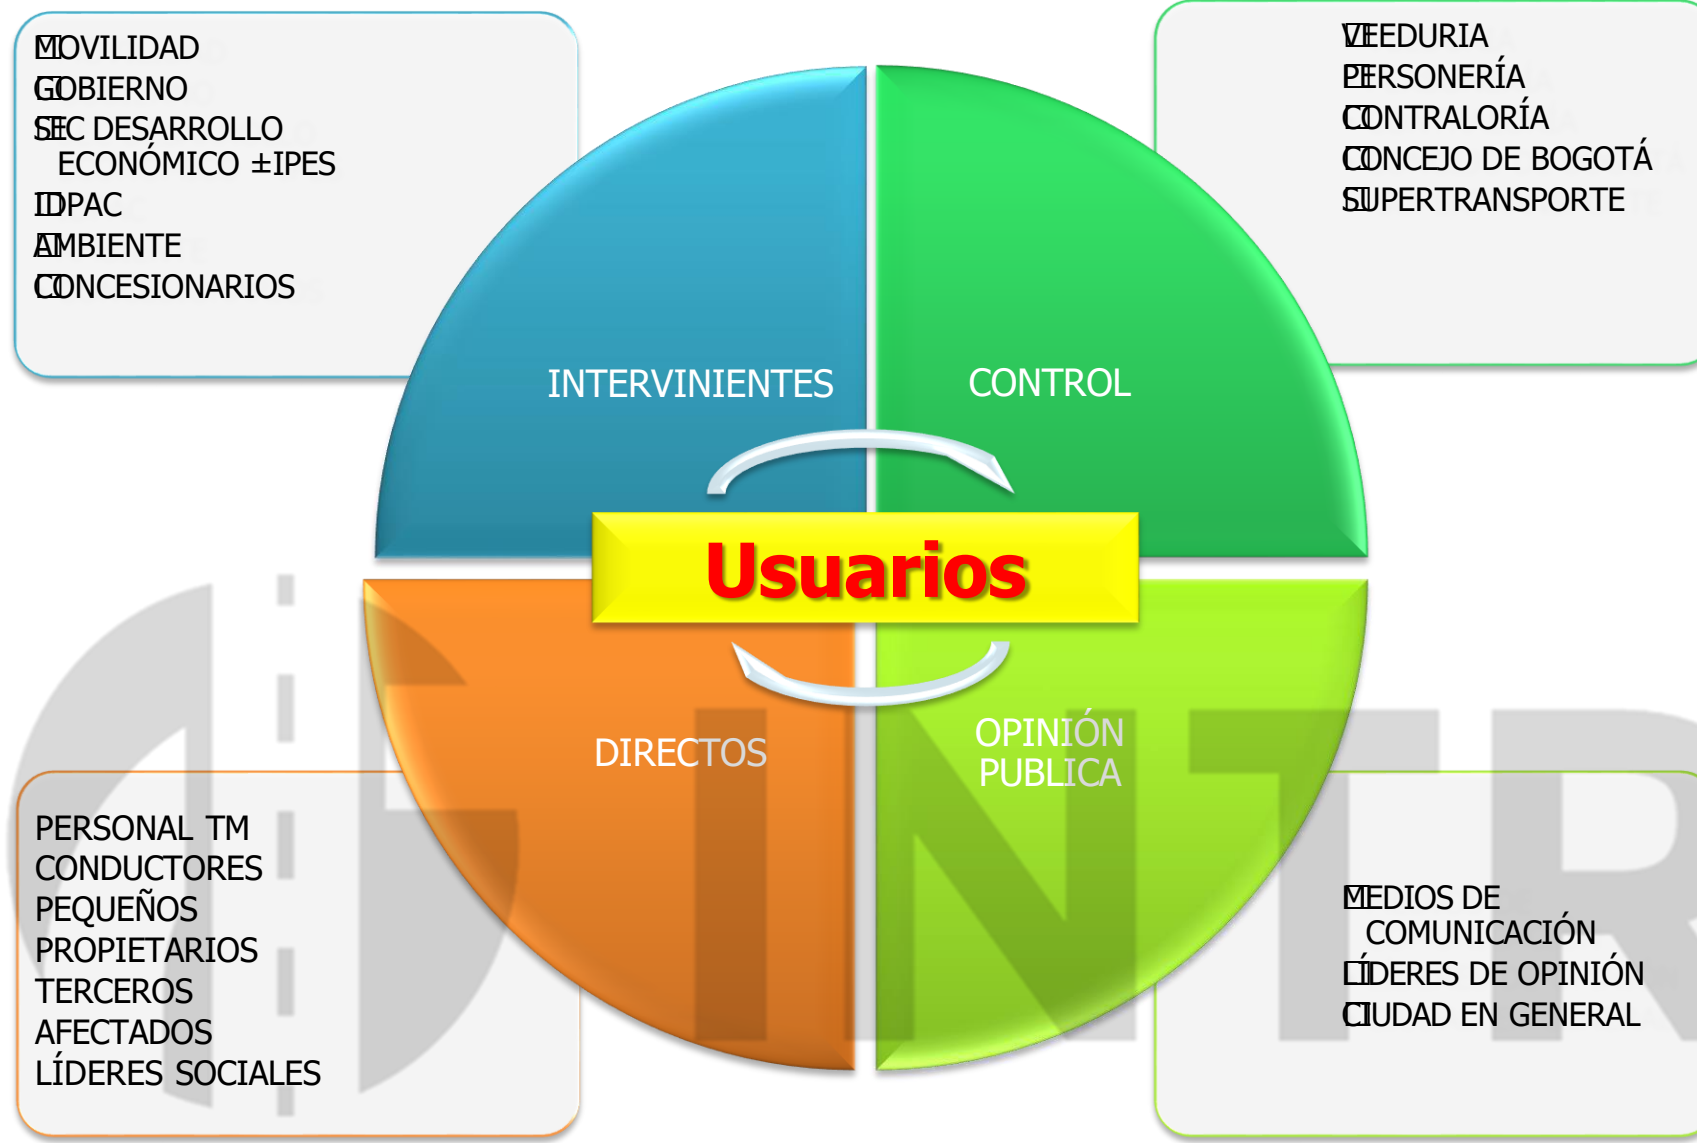 MOVILIDAD
GOBIERNO
SEC DESARROLLO
ECONÓMICO ±IPES
IDPAC
AMBIENTE
CONCESIONARIOS
VEEDURIA
PERSONERÍA
CONTRALORÍA
CONCEJO DE BOGOTÁ
SUPERTRANSPORTE
INTERVINIENTES
CONTROL
Usuarios
DIRECTOS
OPINIÓN
PUBLICA
PERSONAL TM
CONDUCTORES
PEQUEÑOS
PROPIETARIOS
TERCEROS
AFECTADOS
LÍDERES SOCIALES
MEDIOS DE
COMUNICACIÓN
LÍDERES DE OPINIÓN
CIUDAD EN GENERAL
INTR